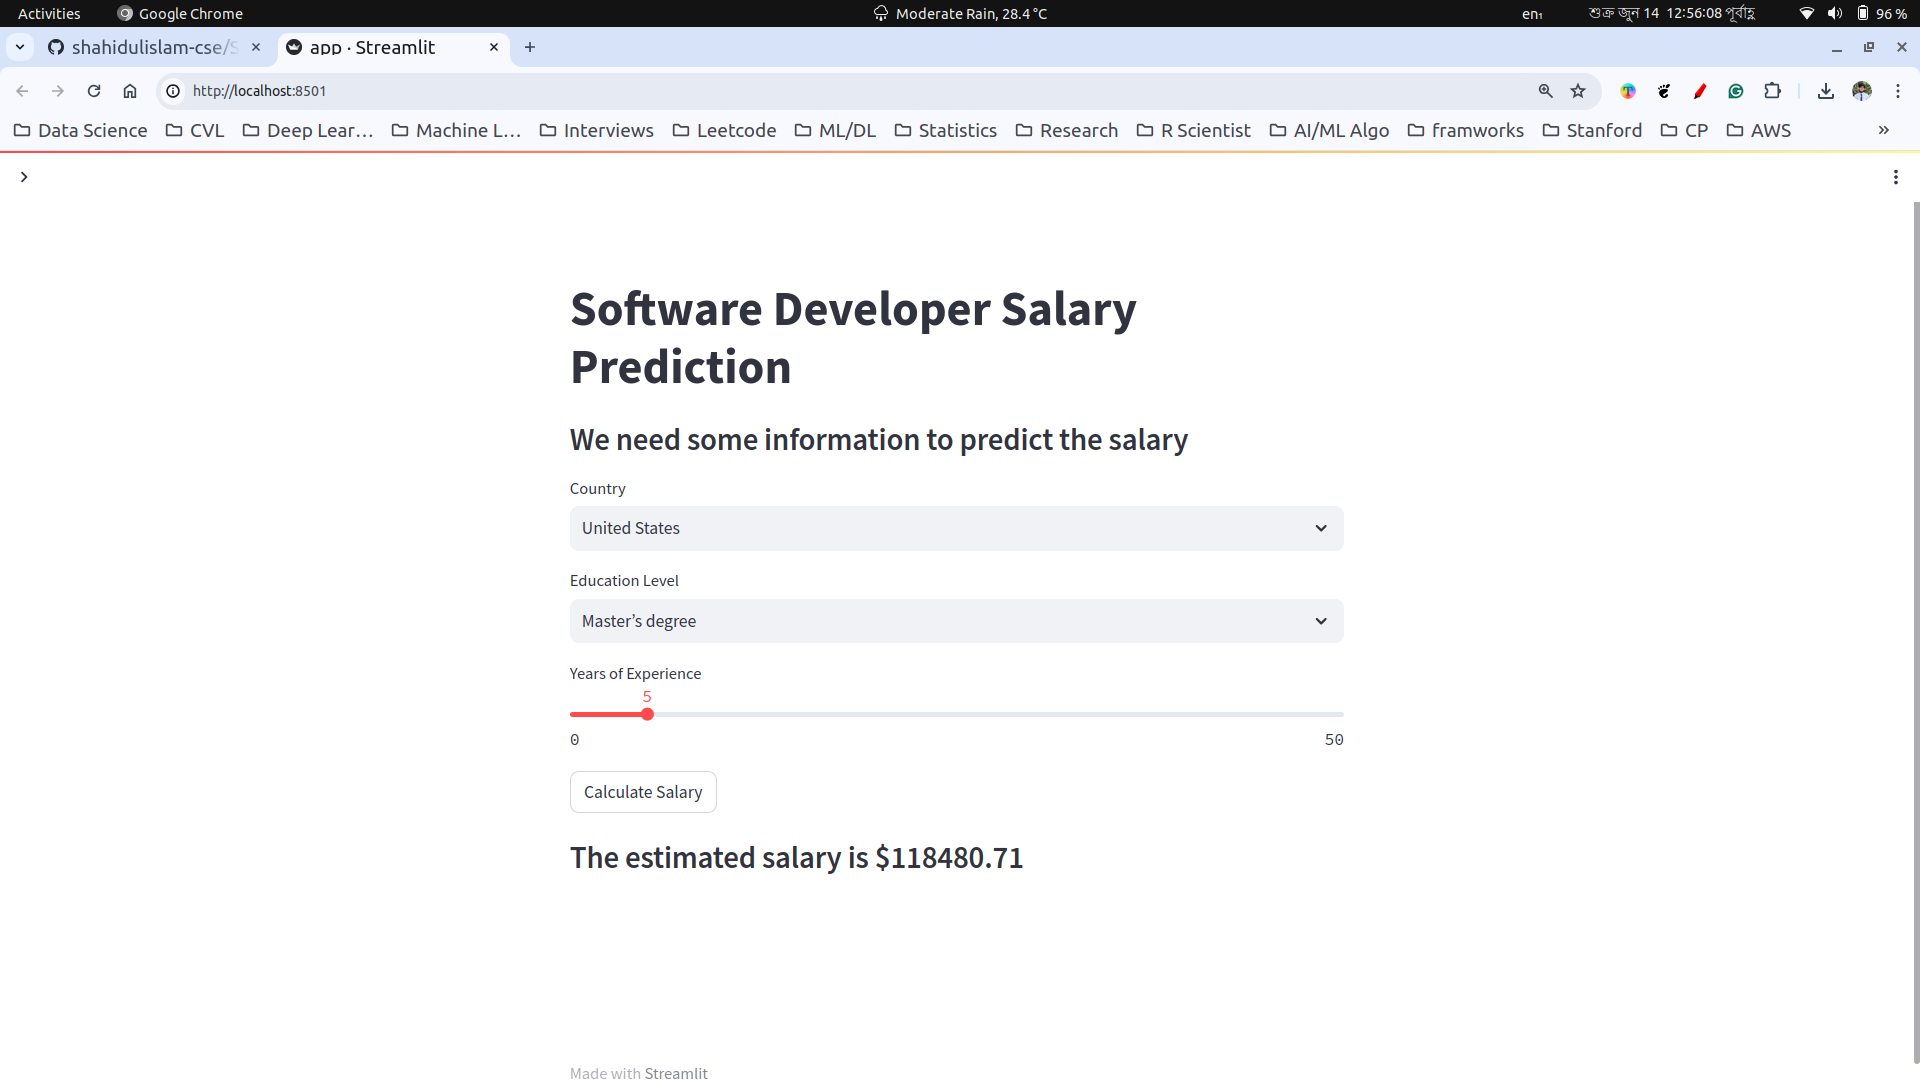 Activities Google Chrome Moderate Rain, 28.4 °C en₁ শুক্র জুন 14 12:56:08 পূর্বাহ্ণ 96 %
shahidulislam-cse/S app · Streamlit
http://localhost:8501
Data Science CVL Deep Lear… Machine L… Interviews Leetcode ML/DL Statistics Research R Scientist AI/ML Algo framworks Stanford CP AWS »
Software Developer Salary
Prediction
We need some information to predict the salary
Country
United States
Education Level
Master’s degree
Years of Experience
5
0 50
Calculate Salary
The estimated salary is $118480.71
Made with Streamlit